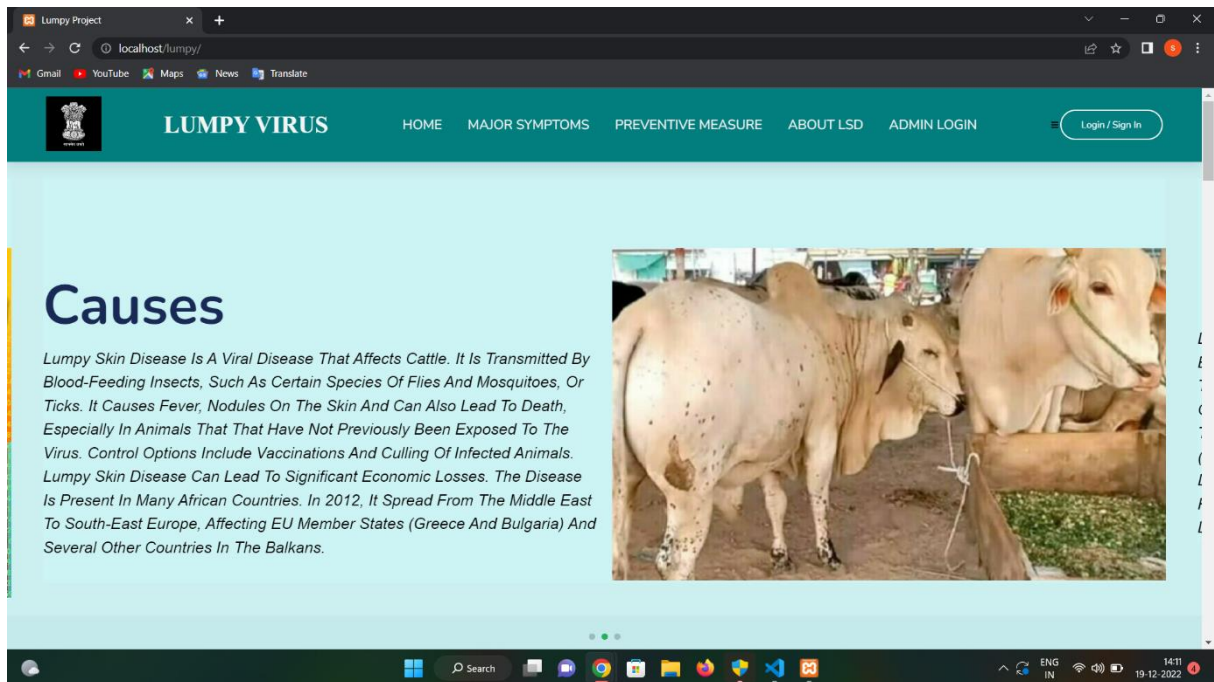 Lumpy Project
localhost/lumpy/
Gmail YouTube Maps News Translate
LUMPY VIRUS HOME MAJOR SYMPTOMS PREVENTIVE MEASURE ABOUT LSD ADMIN LOGIN Login / Sign In
Causes
Lumpy Skin Disease Is A Viral Disease That Affects Cattle. It Is Transmitted By
Blood-Feeding Insects, Such As Certain Species Of Flies And Mosquitoes, Or
Ticks. It Causes Fever, Nodules On The Skin And Can Also Lead To Death,
Especially In Animals That That Have Not Previously Been Exposed To The
Virus. Control Options Include Vaccinations And Culling Of Infected Animals.
Lumpy Skin Disease Can Lead To Significant Economic Losses. The Disease
Is Present In Many African Countries. In 2012, It Spread From The Middle East
To South-East Europe, Affecting EU Member States (Greece And Bulgaria) And
Several Other Countries In The Balkans.
Search
ENG 14:11
IN 19-12-2022 4